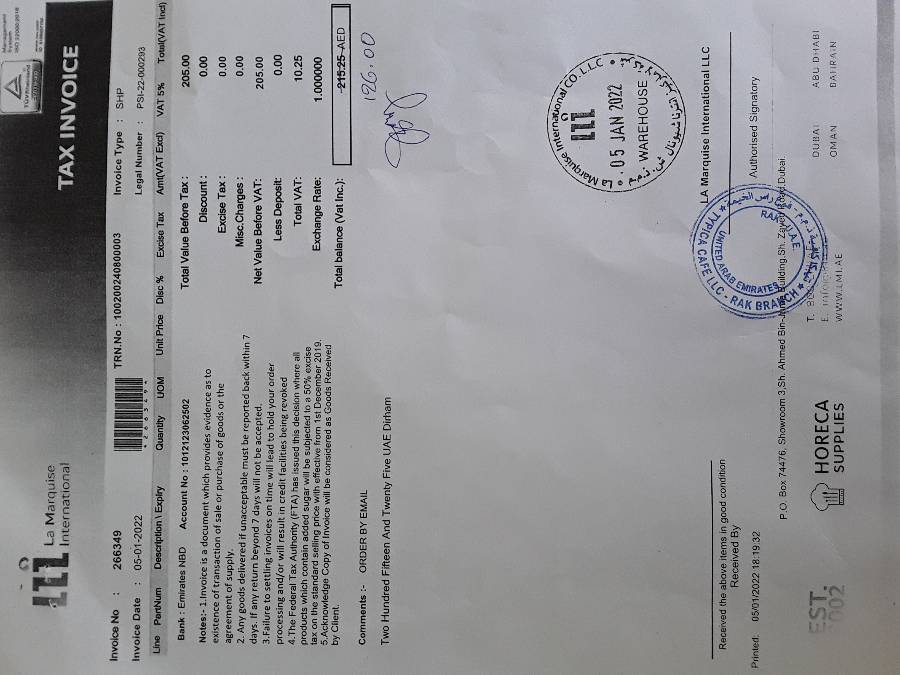 La Marquise
International
TAX INVOICE
Management
System
ISO 22000:2018
Invoice No : 266349
TRN.No : 100200240800003
Invoice Type : SHP
Invoice Date : 05-01-2022
Legal Number : PSI-22-000293
Line PartNum Description \ Expiry Quantity UOM Unit Price Disc % Excise Tax Amt(VAT Excl) VAT 5% Total(VAT Incl)
Bank : Emirates NBD Account No : 1012123062502
Total Value Before Tax : 205.00
Discount : 0.00
Excise Tax : 0.00
Misc.Charges : 0.00
Net Value Before VAT: 205.00
Less Deposit: 0.00
Total VAT: 10.25
Exchange Rate: 1.000000
Total balance (Vat Inc.): 215.25 AED
196.00
Notes:- 1.Invoice is a document which provides evidence as to
existence of transaction of sale or purchase of goods or the
agreement of supply.
2. Any goods delivered if unacceptable must be reported back within 7
days. If any return beyond 7 days will not be accepted.
3.Failure to settling invoices on time will lead to hold your order
processing and/or will result in credit facilities being revoked
4.The Federal Tax Authority (FTA) has issued this decision where all
products which contain added sugar will be subjected to a 50% excise
tax on the standard selling price with effective from 1st December 2019.
5.Acknowledge Copy of Invoice will be considered as Goods Received
by Client.
Comments :- ORDER BY EMAIL
Two Hundred Fifteen And Twenty Five UAE Dirham
La Marquise International CO. LLC
05 JAN 2022
WAREHOUSE
LA Marquise International LLC
Authorised Signatory
TYPICA CAFE LLC - RAK BRANCH
UNITED ARAB EMIRATES
RAK U.A.E
Received the above items in good condition
Received By
Printed: 05/01/2022 18:19:32
P.O. Box 74476, Showroom 3,Sh. Ahmed Bin- Building,Sh. Zayed Road,Dubai.
EST.
2002
HORECA
SUPPLIES
T.
E.
WWW.LMI.AE
DUBAI ABU DHABI
OMAN BAHRAIN